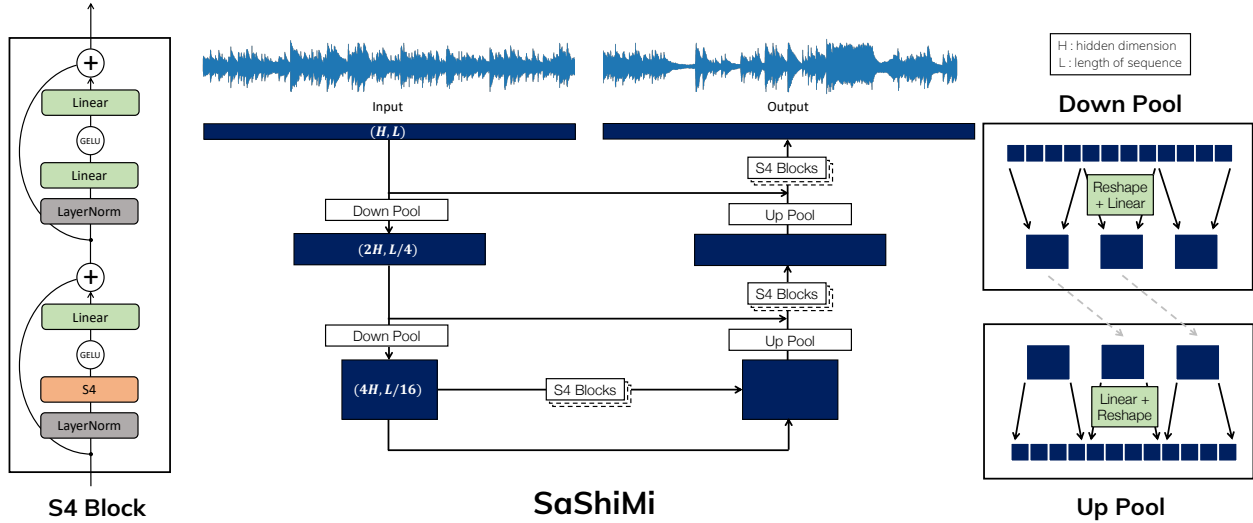 +
Linear
GELU
Linear
LayerNorm
+
Linear
GELU
S4
LayerNorm
S4 Block
Input
(H, L)
Down Pool
(2H, L/4)
Down Pool
(4H, L/16)
S4 Blocks
Output
S4 Blocks
Up Pool
S4 Blocks
Up Pool
SaShiMi
H : hidden dimension
L : length of sequence
Down Pool
Reshape
+ Linear
Linear +
Reshape
Up Pool